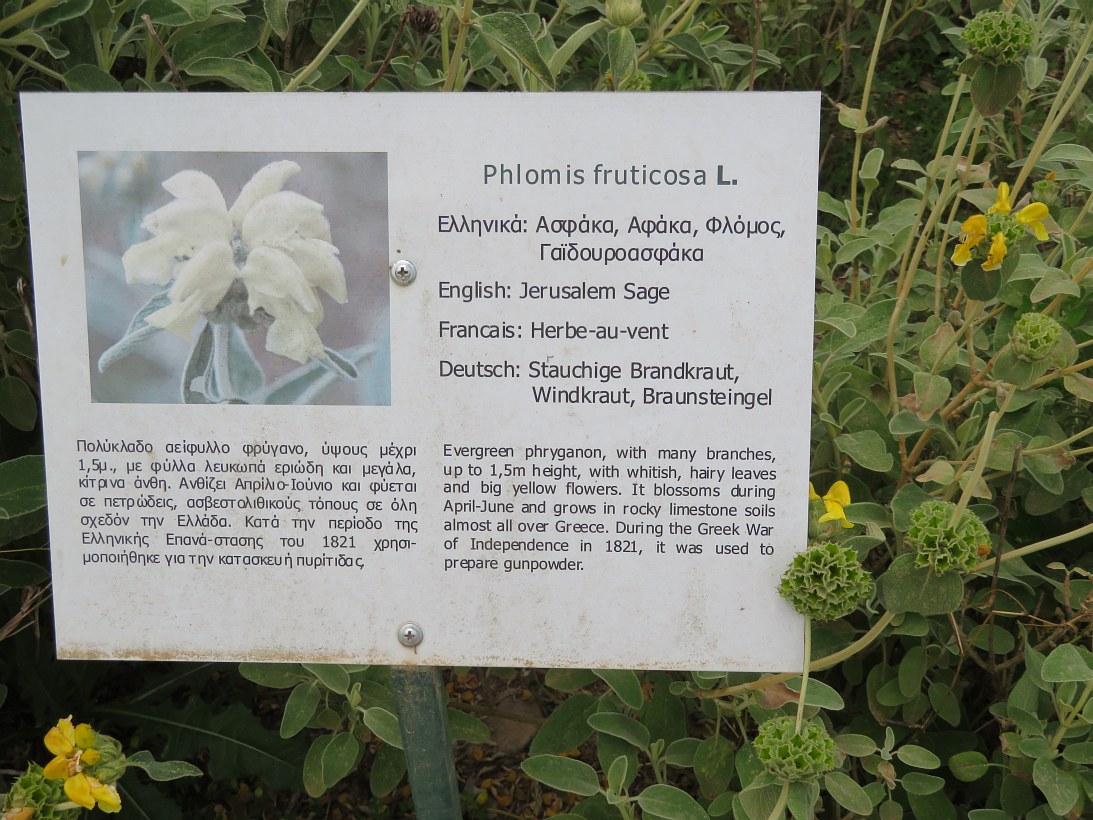 Phlomis fruticosa L.
Ελληνικά: Ασφάκα, Αφάκα, Φλόμος,
Γαϊδουροασφάκα
English: Jerusalem Sage
Francais: Herbe-au-vent
Deutsch: Stauchige Brandkraut,
Windkraut, Braunsteingel
Πολύκλαδο αείφυλλο φρύγανο, ύψους μέχρι
1,5μ., με φύλλα λευκωπά εριώδη και μεγάλα,
κίτρινα άνθη. Ανθίζει Απρίλιο-Ιούνιο και φύεται
σε πετρώδεις, ασβεστολιθικούς τόπους σε όλη
σχεδόν την Ελλάδα. Κατά την περίοδο της
Ελληνικής Επανά-στασης του 1821 χρησι-
μοποιήθηκε για την κατασκευή πυρίτιδας.
Evergreen phryganon, with many branches,
up to 1,5m height, with whitish, hairy leaves
and big yellow flowers. It blossoms during
April-June and grows in rocky limestone soils
almost all over Greece. During the Greek War
of Independence in 1821, it was used to
prepare gunpowder.